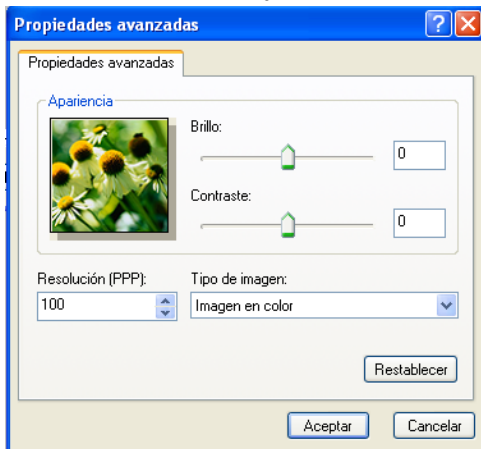 Propiedades avanzadas
Propiedades avanzadas
Apariencia
Brillo:
0
Contraste:
0
Resolución (PPP):
Tipo de imagen:
100
Imagen en color
Restablecer
Aceptar
Cancelar